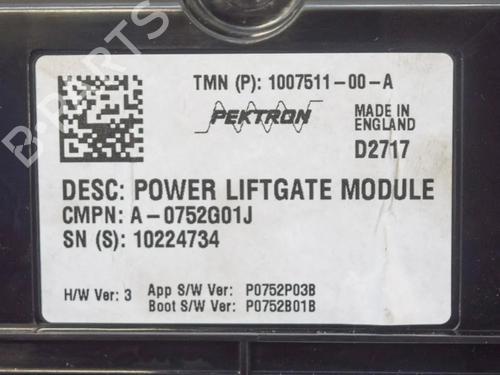 TMN (P): 1007511-00-A
PEKTRON
MADE IN
ENGLAND
D2717
DESC: POWER LIFTGATE MODULE
CMPN: A-0752G01J
SN (S): 10224734
H/W Ver: 3
App S/W Ver: P0752P03B
Boot S/W Ver: P0752B01B
B-PARTS